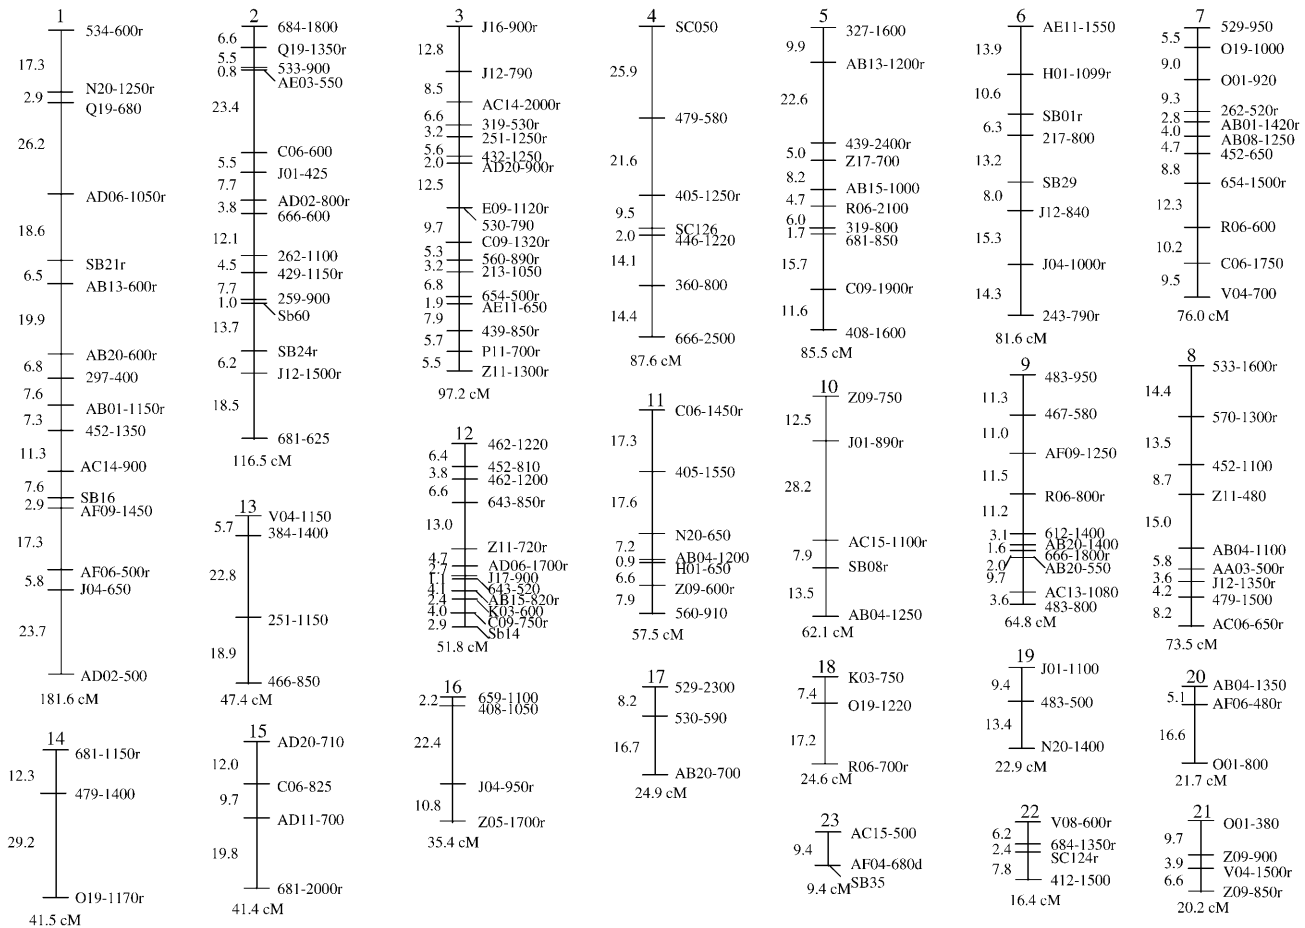 1
534-600r
17.3
N20-1250r
2.9
Q19-680
26.2
AD06-1050r
18.6
SB21r
6.5
AB13-600r
19.9
AB20-600r
6.8
297-400
7.6
AB01-1150r
7.3
452-1350
11.3
AC14-900
7.6
SB16
2.9
AF09-1450
17.3
AF06-500r
5.8
J04-650
23.7
AD02-500
181.6 cM
2
684-1800
6.6
Q19-1350r
5.5
533-900
0.8
AE03-550
23.4
C06-600
5.5
J01-425
7.7
AD02-800r
3.8
666-600
12.1
262-1100
4.5
429-1150r
7.7
259-900
1.0
Sb60
13.7
SB24r
6.2
J12-1500r
18.5
681-625
116.5 cM
3
J16-900r
12.8
J12-790
8.5
AC14-2000r
6.6
319-530r
3.2
251-1250r
5.6
432-1250
2.0
AD20-900r
12.5
E09-1120r
530-790
9.7
C09-1320r
5.3
560-890r
3.2
213-1050
6.8
654-500r
1.9
AE11-650
7.9
439-850r
5.7
P11-700r
5.5
Z11-1300r
97.2 cM
4
SC050
25.9
479-580
21.6
405-1250r
9.5
SC126
2.0
446-1220
14.1
360-800
14.4
666-2500
87.6 cM
5
327-1600
9.9
AB13-1200r
22.6
439-2400r
5.0
Z17-700
8.2
AB15-1000
4.7
R06-2100
6.0
319-800
1.7
681-850
15.7
C09-1900r
11.6
408-1600
85.5 cM
6
AE11-1550
13.9
H01-1099r
10.6
SB01r
6.3
217-800
13.2
SB29
8.0
J12-840
15.3
J04-1000r
14.3
243-790r
81.6 cM
7
529-950
5.5
O19-1000
9.0
O01-920
9.3
262-520r
2.8
AB01-1420r
4.0
AB08-1250
4.7
452-650
8.8
654-1500r
12.3
R06-600
10.2
C06-1750
9.5
V04-700
76.0 cM
8
533-1600r
14.4
570-1300r
13.5
452-1100
8.7
Z11-480
15.0
AB04-1100
5.8
AA03-500r
3.6
J12-1350r
4.2
479-1500
8.2
AC06-650r
73.5 cM
9
483-950
11.3
467-580
11.0
AF09-1250
11.5
R06-800r
11.2
612-1400
3.1
AB20-1400
1.6
666-1800r
2.0
AB20-550
9.7
AC13-1080
3.6
483-800
64.8 cM
10
Z09-750
12.5
J01-890r
28.2
AC15-1100r
7.9
SB08r
13.5
AB04-1250
62.1 cM
11
C06-1450r
17.3
405-1550
17.6
N20-650
7.2
AB04-1200
0.9
H01-650
6.6
Z09-600r
7.9
560-910
57.5 cM
12
462-1220
6.4
452-810
3.8
462-1200
6.6
643-850r
13.0
Z11-720r
4.7
AD06-1700r
2.7
J17-900
1.1
643-520
4.1
AB15-820r
2.4
K03-600
4.0
C09-750r
2.9
Sb14
51.8 cM
13
V04-1150
5.7
384-1400
22.8
251-1150
18.9
466-850
47.4 cM
14
681-1150r
12.3
479-1400
29.2
O19-1170r
41.5 cM
15
AD20-710
12.0
C06-825
9.7
AD11-700
19.8
681-2000r
41.4 cM
16
659-1100
2.2
408-1050
22.4
J04-950r
10.8
Z05-1700r
35.4 cM
17
529-2300
8.2
530-590
16.7
AB20-700
24.9 cM
18
K03-750
7.4
O19-1220
17.2
R06-700r
24.6 cM
19
J01-1100
9.4
483-500
13.4
N20-1400
22.9 cM
20
AB04-1350
5.1
AF06-480r
16.6
O01-800
21.7 cM
21
O01-380
9.7
Z09-900
3.9
V04-1500r
6.6
Z09-850r
20.2 cM
22
V08-600r
6.2
684-1350r
2.4
SC124r
7.8
412-1500
16.4 cM
23
AC15-500
9.4
AF04-680d
SB35
9.4 cM